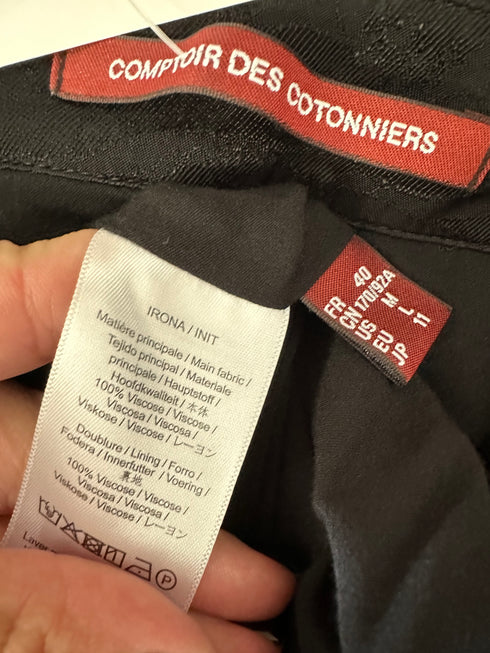 COMPTOIR DES COTONNIERS
FR 40
CN 170/92A
US M
EU L
JP 11
IRONA / INIT
Matière principale / Main fabric /
Tejido principal / Materiale
principale / Hauptstoff /
Hoofdkwaliteit / 本体
100% Viscose / Viscose /
Viscosa / Viscosa /
Viskose / Viscose / レーヨン
Doublure / Lining / Forro /
Fodera / Innerfutter / Voering /
裏地
100% Viscose / Viscose /
Viscosa / Viscosa /
Viskose / Viscose / レーヨン
P
Laver